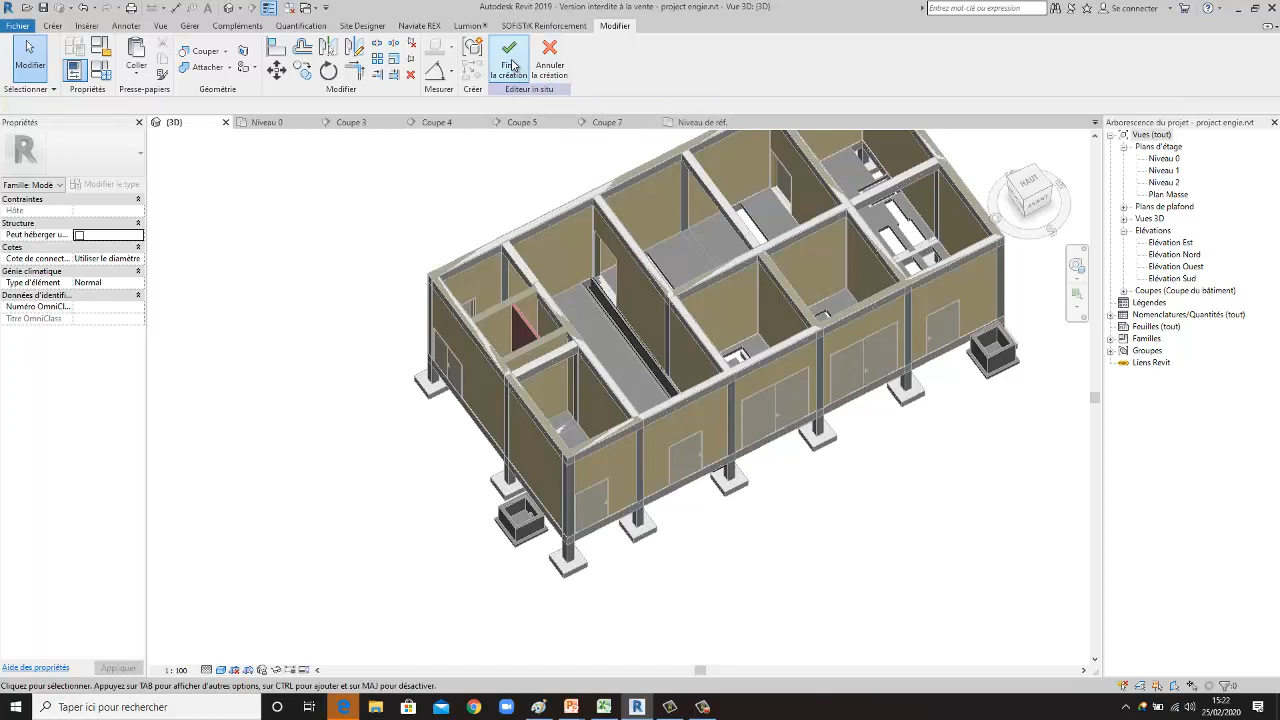 Autodesk Revit 2019 - Version interdite à la vente - project engie.rvt - Vue 3D: {3D}
Entrez mot-clé ou expression
Se connecter
Fichier
Insérer
Annoter
Vue
Gérer
Compléments
Quantification
Site Designer
Naviate REX
Lumion®
SOFiSTiK Reinforcement
Modifier
Modifier
Coller
Couper
Attacher
Fin
la création
Annuler
la création
Sélectionner
Propriétés
Presse-papiers
Géométrie
Modifier
Mesurer
Créer
Editeur in situ
Propriétés
{3D}
Niveau 0
Coupe 3
Coupe 4
Coupe 5
Coupe 7
Niveau de réf.
Arborescence du projet - project engie.rvt
R
Famille: Modè
Modifier le type
Contraintes
Hôte
Structure
Peut héberger u...
Cotes
Cote de connect...
Utiliser le diamètre
Génie climatique
Type d'élément
Normal
Données d'identifi...
Numéro OmniCl...
Titre OmniClass
HAUT
AVANT
Vues (tout)
Plans d'étage
Niveau 0
Niveau 1
Niveau 2
Plan Masse
Plans de plafond
Vues 3D
Elévations
Elévation Est
Elévation Nord
Elévation Ouest
Elévation Sud
Coupes (Coupe du bâtiment)
Légendes
Nomenclatures/Quantités (tout)
Feuilles (tout)
Familles
Groupes
Liens Revit
Aide des propriétés
Appliquer
1 : 100
Cliquez pour sélectionner. Appuyez sur TAB pour afficher d'autres options, sur CTRL pour ajouter et sur MAJ pour désactiver.
:0
Taper ici pour rechercher
15:22
25/02/2020